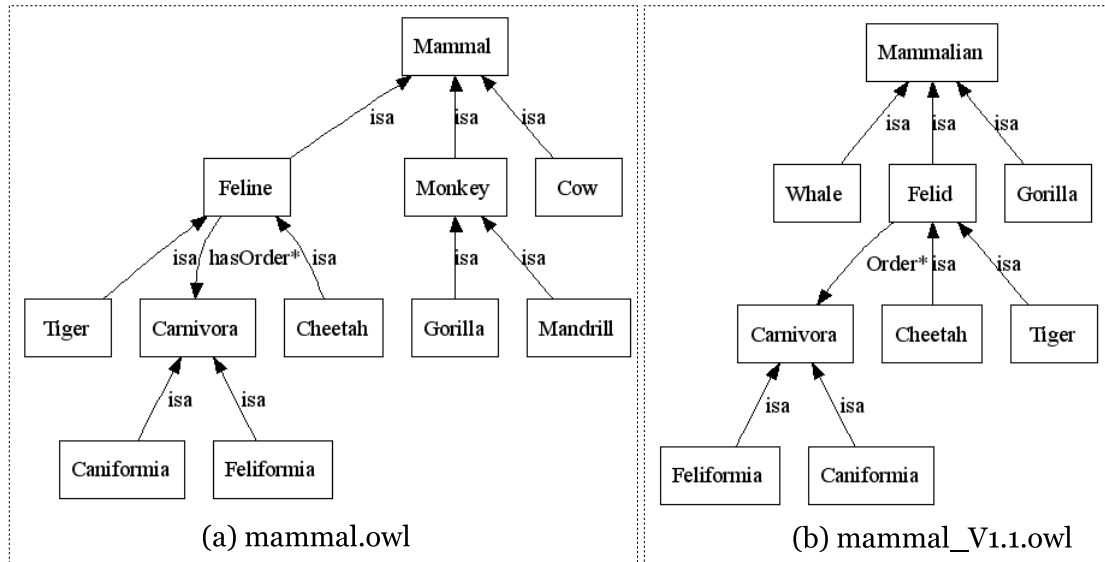 Mammal
isa
isa
isa
Feline
Monkey
Cow
isa
hasOrder*
isa
isa
isa
Tiger
Carnivora
Cheetah
Gorilla
Mandrill
isa
isa
Caniformia
Feliformia
(a) mammal.owl
Mammalian
isa
isa
isa
Whale
Felid
Gorilla
Order*
isa
isa
Carnivora
Cheetah
Tiger
isa
isa
Feliformia
Caniformia
(b) mammal_V1.1.owl